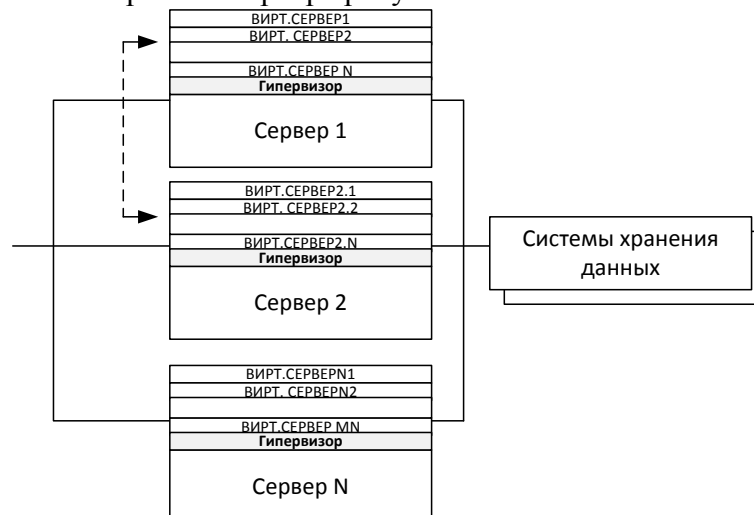 ВИРТ.СЕРВЕР1
ВИРТ. СЕРВЕР2
ВИРТ.СЕРВЕР N
Гипервизор
Сервер 1
ВИРТ.СЕРВЕР2.1
ВИРТ. СЕРВЕР2.2
ВИРТ.СЕРВЕР2.N
Гипервизор
Сервер 2
Системы хранения
данных
ВИРТ.СЕРВЕРN1
ВИРТ. СЕРВЕРN2
ВИРТ.СЕРВЕР MN
Гипервизор
Сервер N